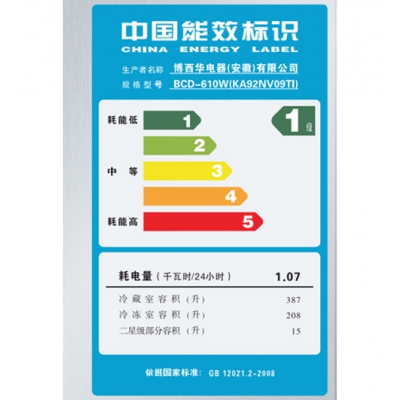 中国能效标识
CHINA ENERGY LABEL
生产者名称 博西华电器(安徽)有限公司
规格型号 BCD-610W(KA92NV09TI)
耗能低 1 1级
2
中 等 3
4
耗能高 5
耗电量（千瓦时/24小时） 1.07
冷藏室容积（升） 387
冷冻室容积（升） 208
二星级部分容积（升） 15
依据国家标准: GB 12021.2-2008